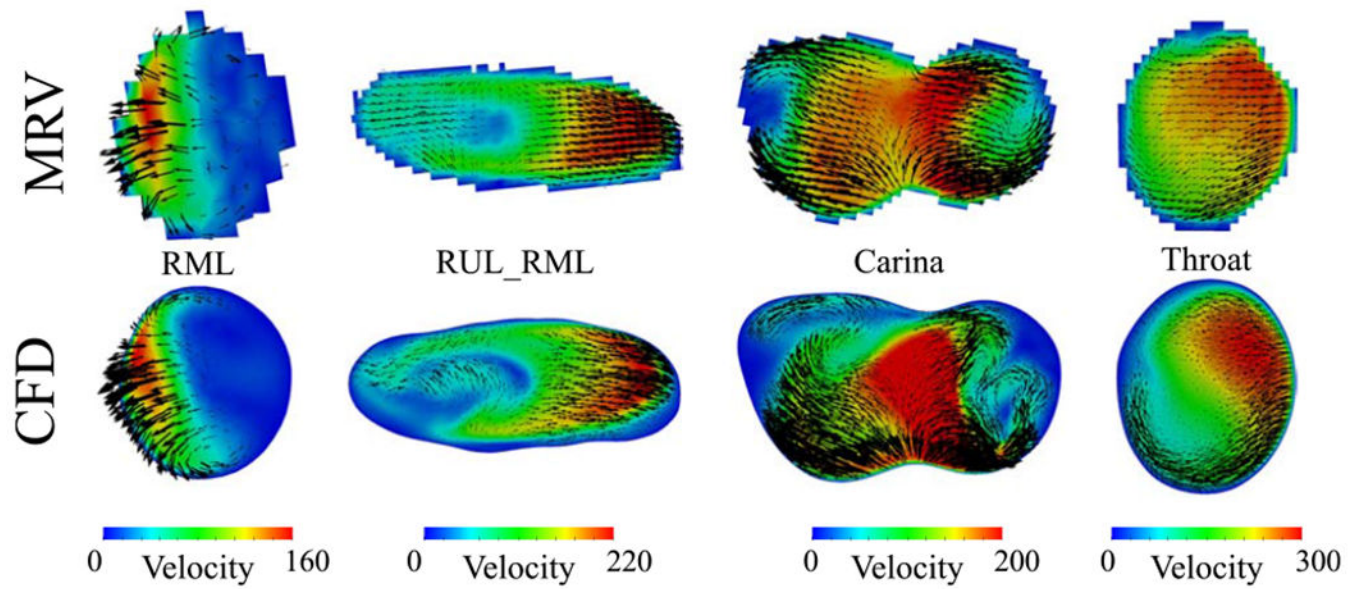 MRV
RML
RUL_RML
Carina
Throat
CFD
0 Velocity 160
0 Velocity 220
0 Velocity 200
0 Velocity 300